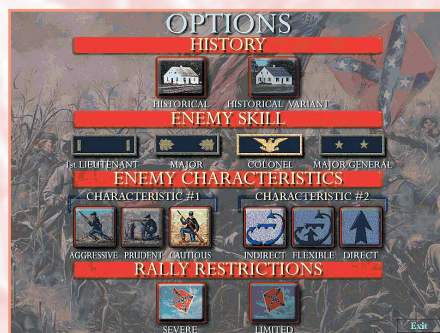 OPTIONS
HISTORY
HISTORICAL HISTORICAL VARIANT
ENEMY SKILL
1st LIEUTENANT MAJOR COLONEL MAJOR GENERAL
ENEMY CHARACTERISTICS
CHARACTERISTIC #1 CHARACTERISTIC #2
AGGRESSIVE PRUDENT CAUTIOUS INDIRECT FLEXIBLE DIRECT
RALLY RESTRICTIONS
SEVERE LIMITED
Exit